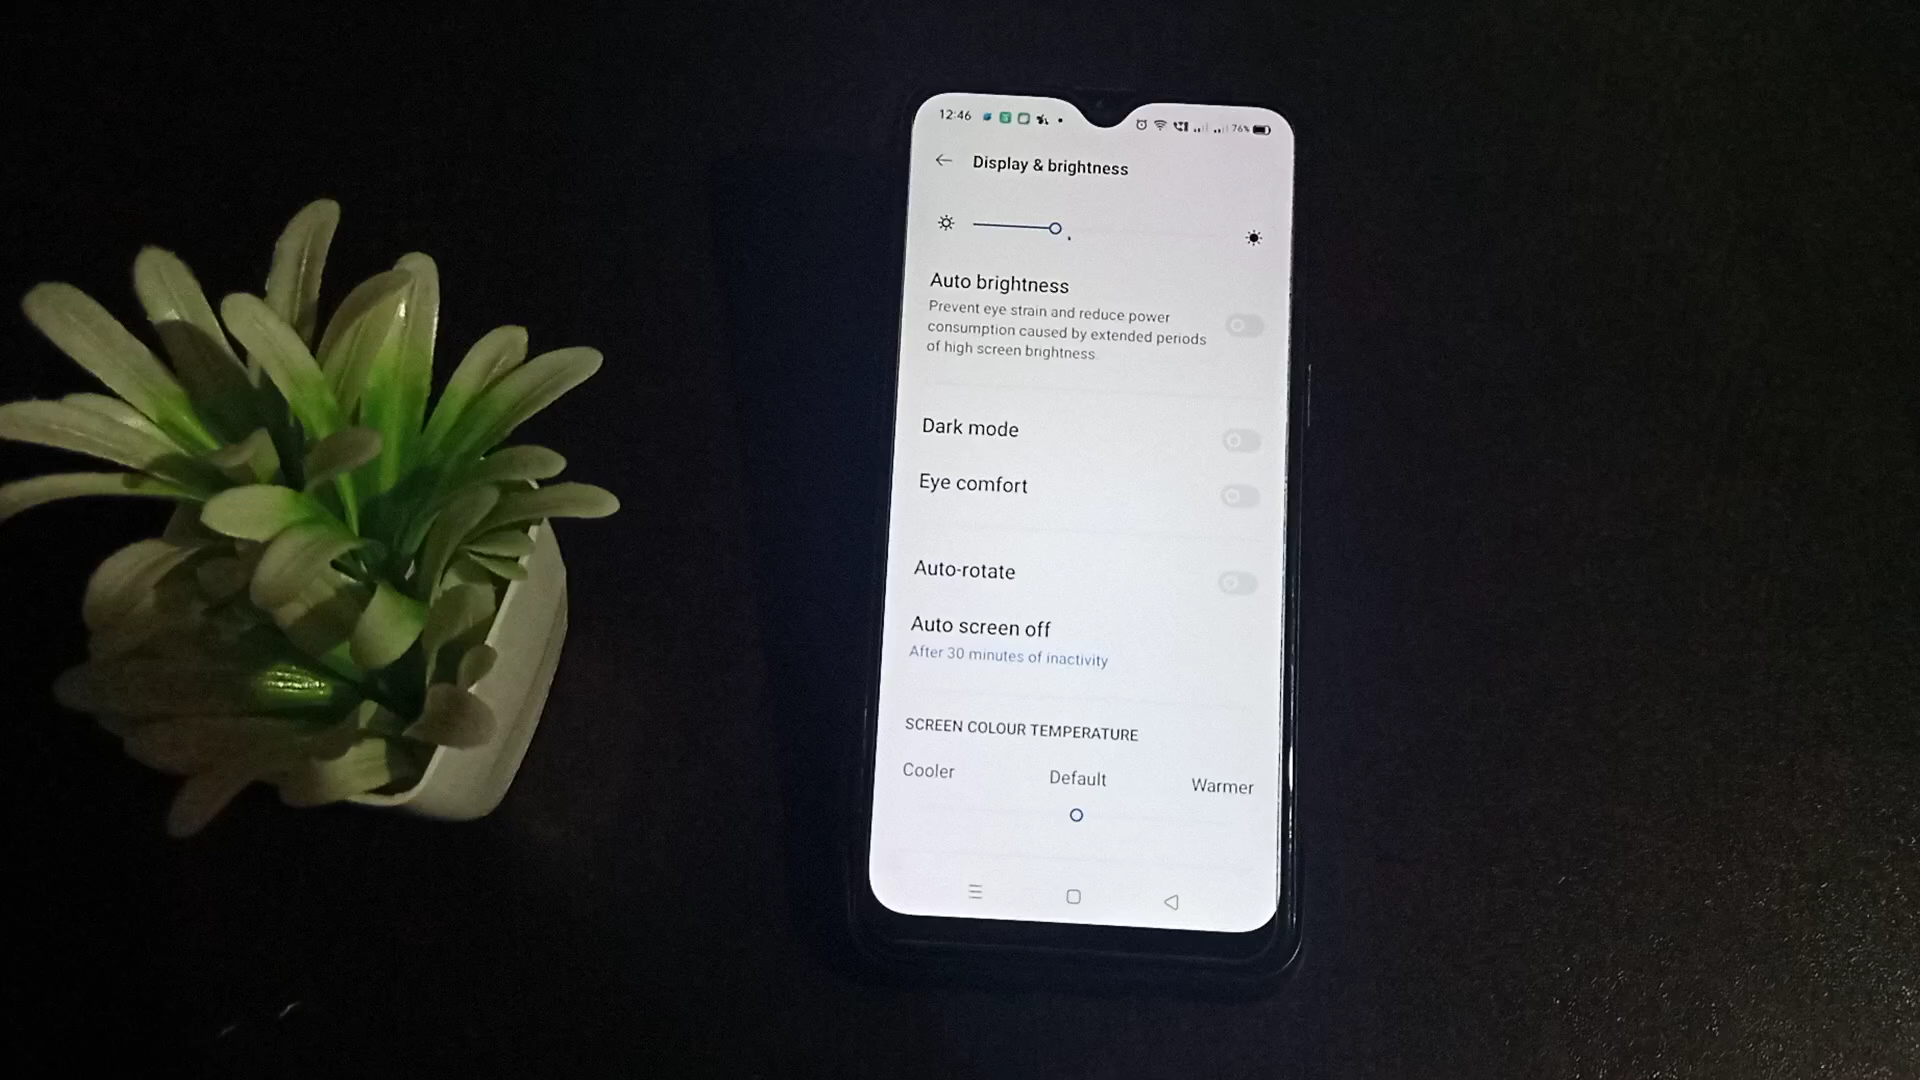 12:46
76%
Display & brightness
Auto brightness
Prevent eye strain and reduce power
consumption caused by extended periods
of high screen brightness.
Dark mode
Eye comfort
Auto-rotate
Auto screen off
After 30 minutes of inactivity
SCREEN COLOUR TEMPERATURE
Cooler Default Warmer